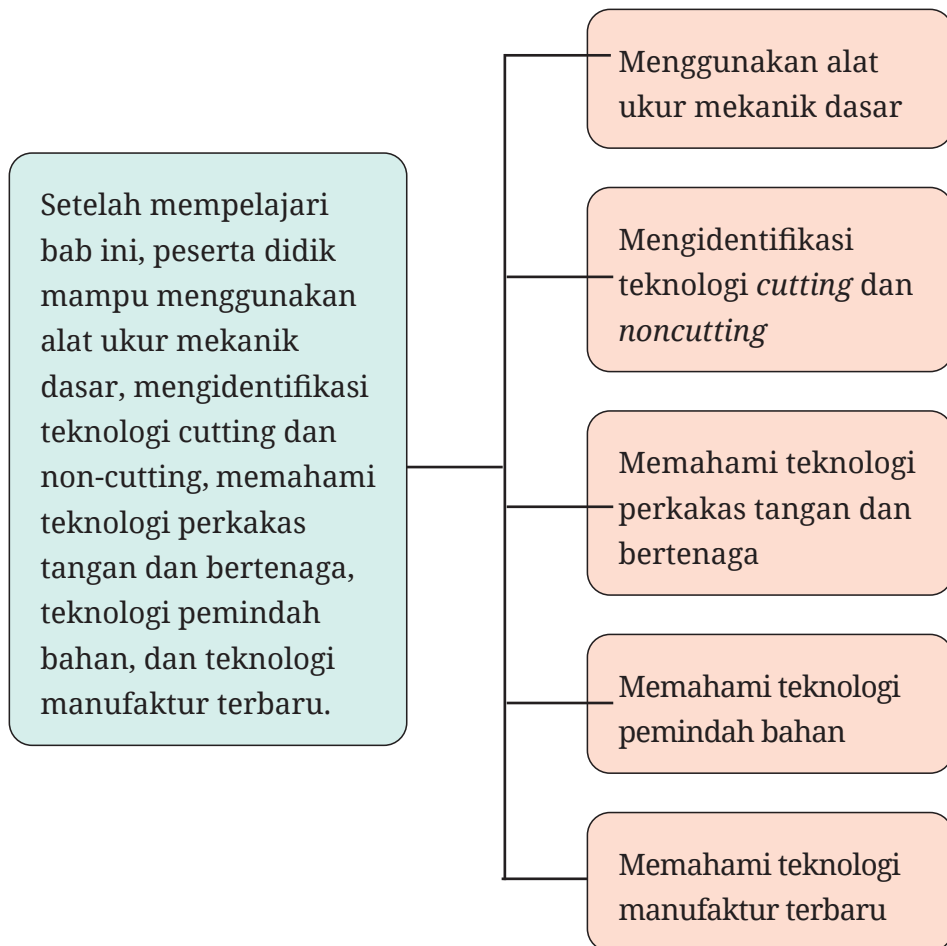 Setelah mempelajari
bab ini, peserta didik
mampu menggunakan
alat ukur mekanik
dasar, mengidentifikasi
teknologi cutting dan
non-cutting, memahami
teknologi perkakas
tangan dan bertenaga,
teknologi pemindah
bahan, dan teknologi
manufaktur terbaru.
Menggunakan alat
ukur mekanik dasar
Mengidentifikasi
teknologi cutting dan
noncutting
Memahami teknologi
perkakas tangan dan
bertenaga
Memahami teknologi
pemindah bahan
Memahami teknologi
manufaktur terbaru